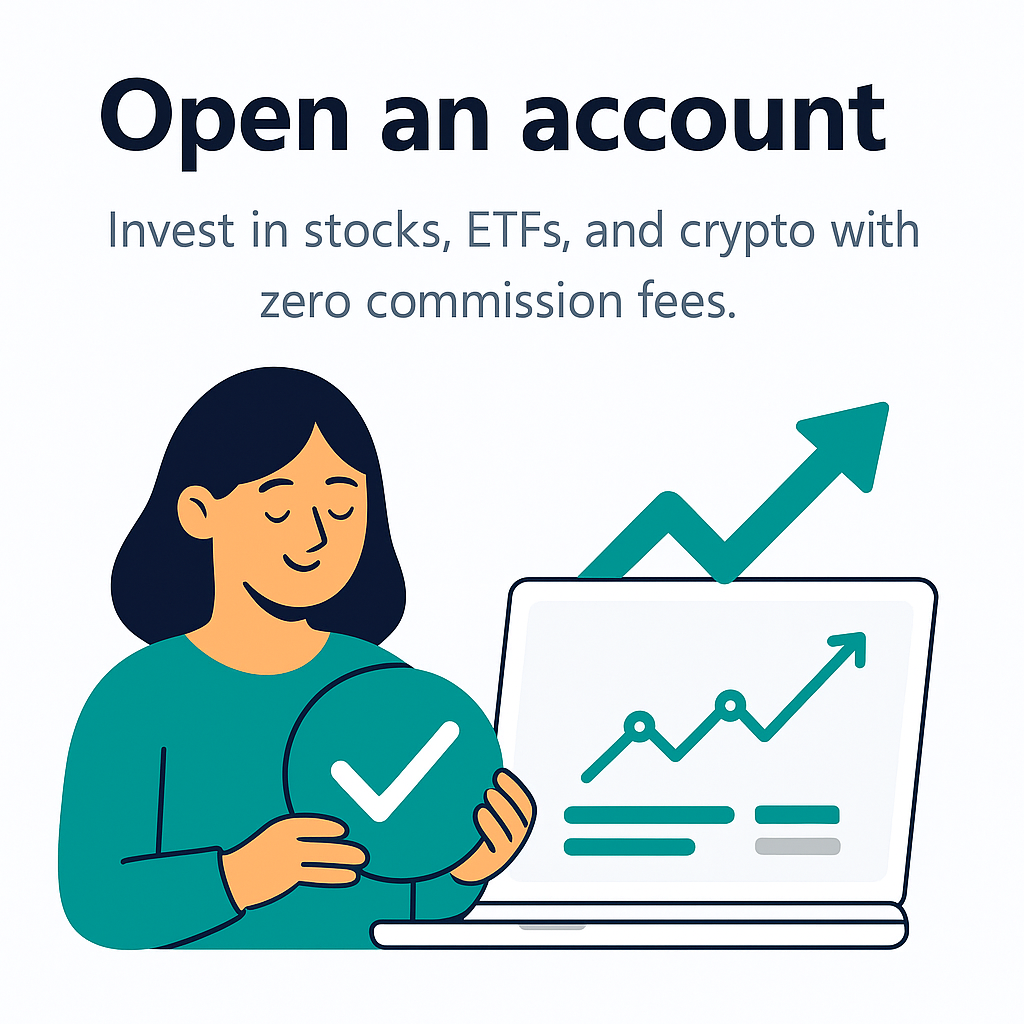 Open an account
Invest in stocks, ETFs, and crypto with
zero commission fees.